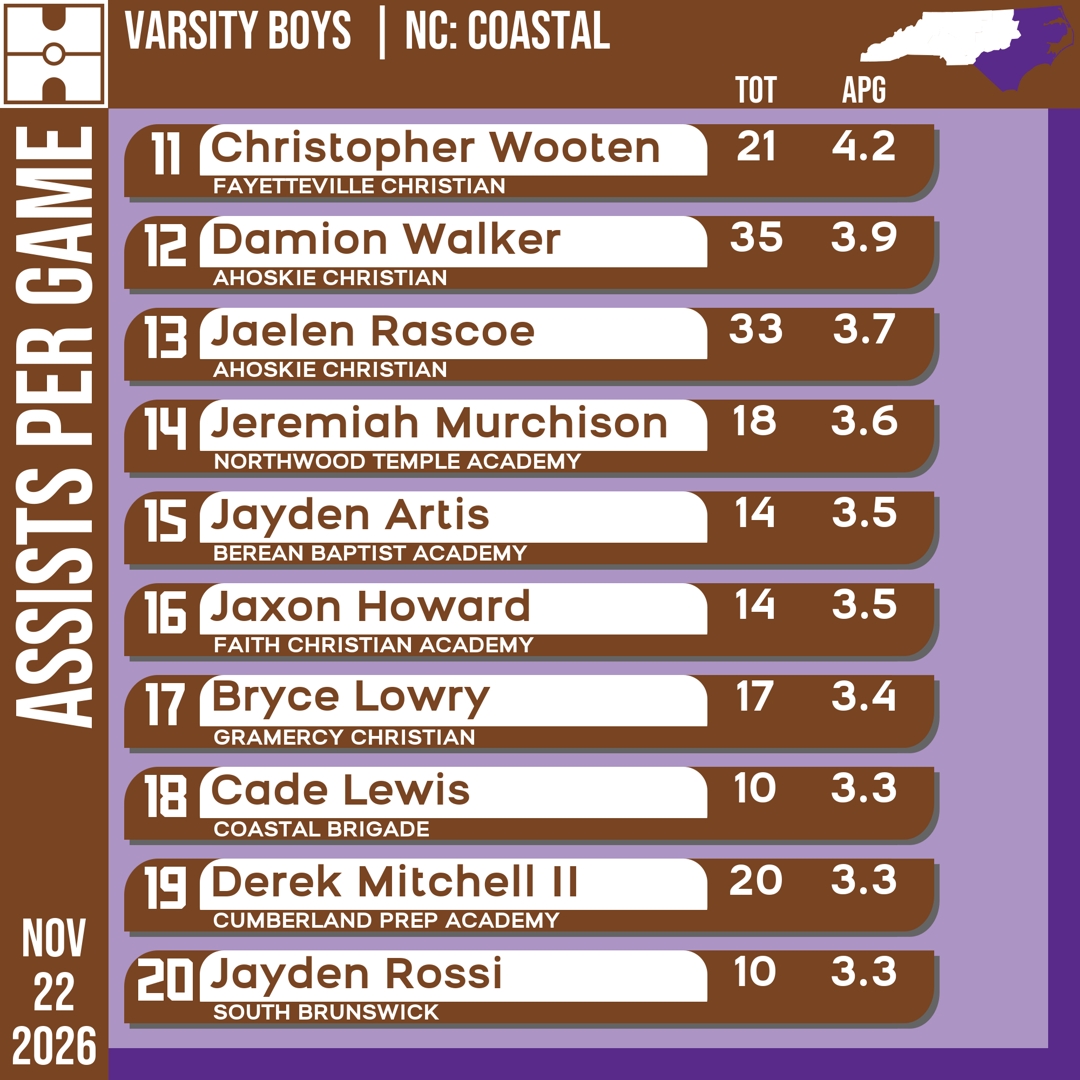 VARSITY BOYS | NC: COASTAL
TOT APG
ASSISTS PER GAME
11 Christopher Wooten 21 4.2
FAYETTEVILLE CHRISTIAN
12 Damion Walker 35 3.9
AHOSKIE CHRISTIAN
13 Jaelen Rascoe 33 3.7
AHOSKIE CHRISTIAN
14 Jeremiah Murchison 18 3.6
NORTHWOOD TEMPLE ACADEMY
15 Jayden Artis 14 3.5
BEREAN BAPTIST ACADEMY
16 Jaxon Howard 14 3.5
FAITH CHRISTIAN ACADEMY
17 Bryce Lowry 17 3.4
GRAMERCY CHRISTIAN
18 Cade Lewis 10 3.3
COASTAL BRIGADE
19 Derek Mitchell II 20 3.3
CUMBERLAND PREP ACADEMY
20 Jayden Rossi 10 3.3
SOUTH BRUNSWICK
NOV
22
2026